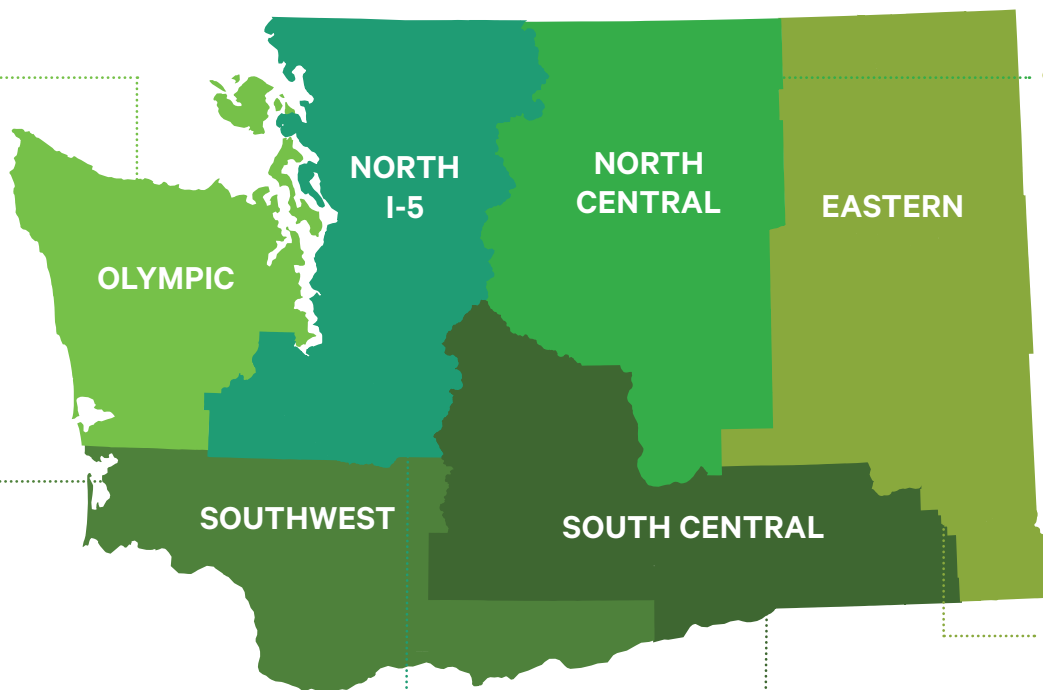 NORTH
I-5
NORTH
CENTRAL
EASTERN
OLYMPIC
SOUTHWEST
SOUTH CENTRAL